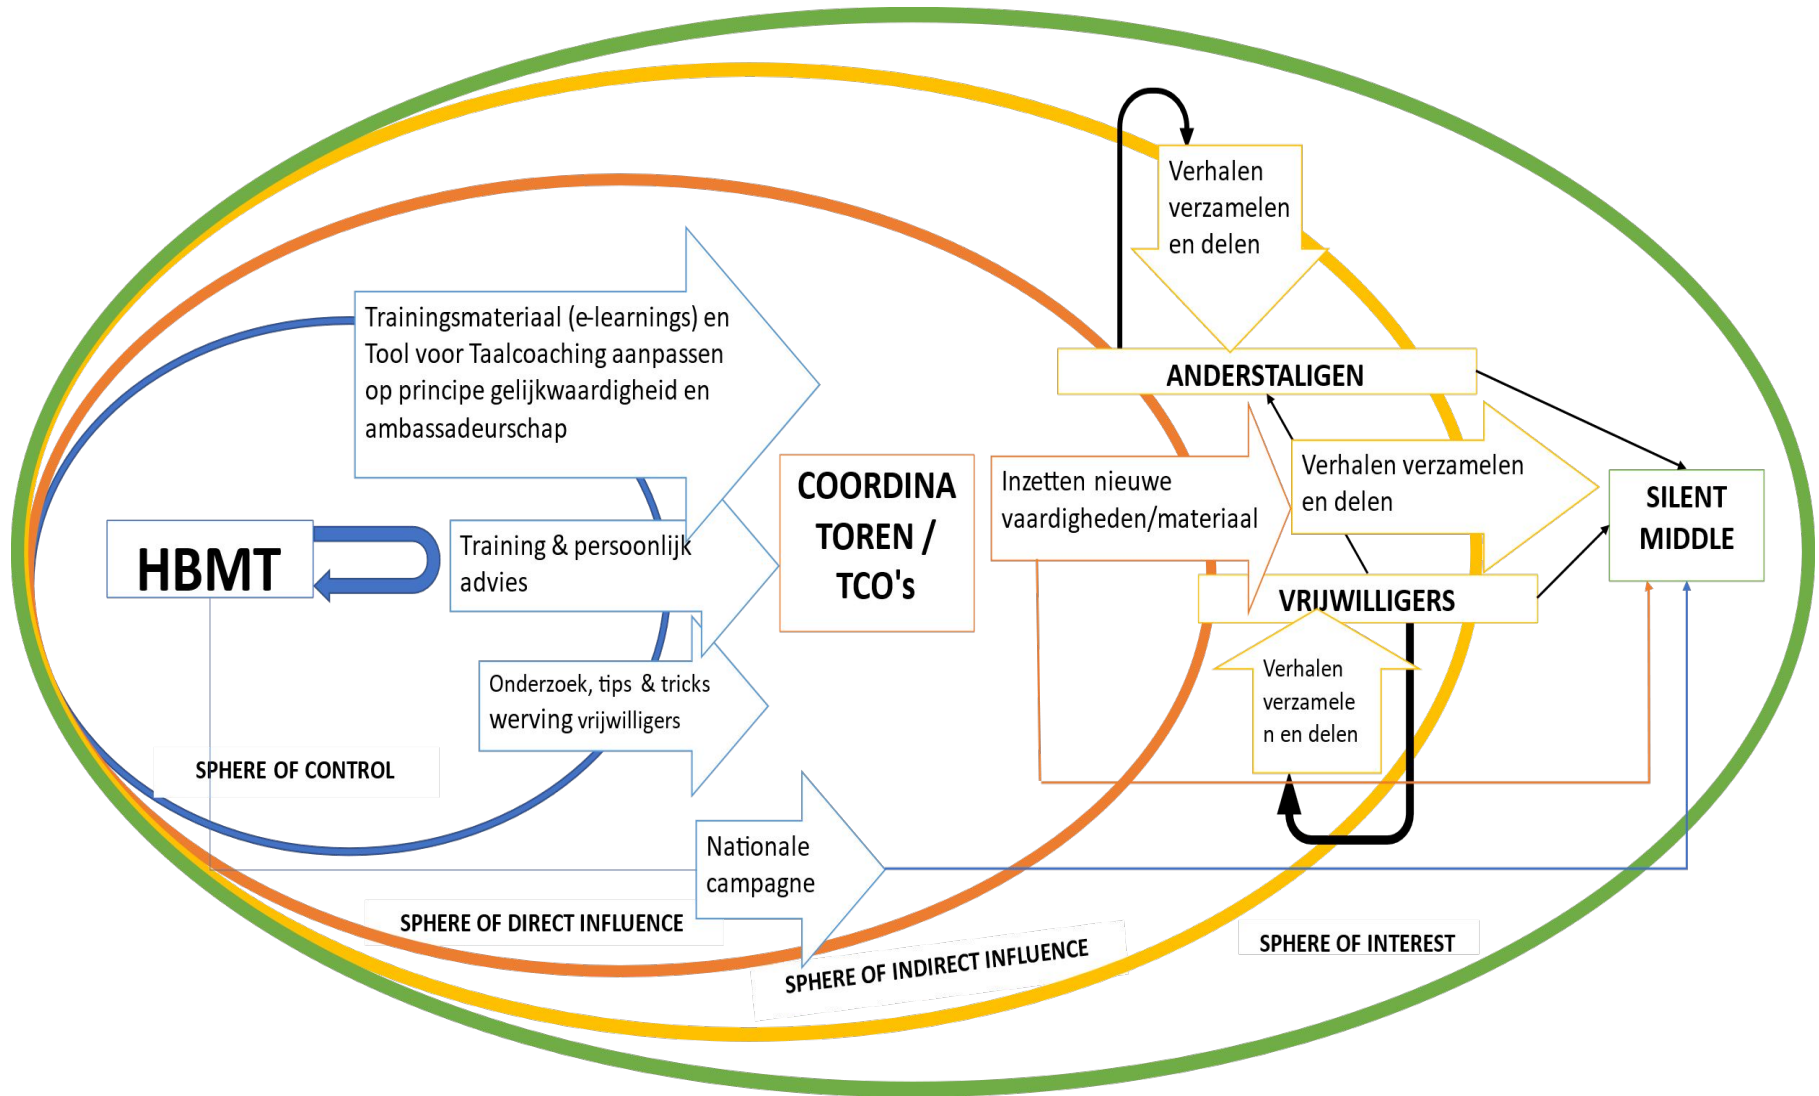 Verhalen
verzamelen
en delen
Trainingsmateriaal (e-learnings) en
Tool voor Taalcoaching aanpassen
op principe gelijkwaardigheid en
ambassadeurschap
ANDERSTALIGEN
COORDINA
TOREN /
TCO's
Inzetten nieuwe
vaardigheden/materiaal
Verhalen verzamelen
en delen
SILENT
MIDDLE
HBMT
Training & persoonlijk
advies
VRIJWILLIGERS
Onderzoek, tips & tricks
werving vrijwilligers
Verhalen
verzamele
n en delen
SPHERE OF CONTROL
Nationale
campagne
SPHERE OF DIRECT INFLUENCE
SPHERE OF INDIRECT INFLUENCE
SPHERE OF INTEREST